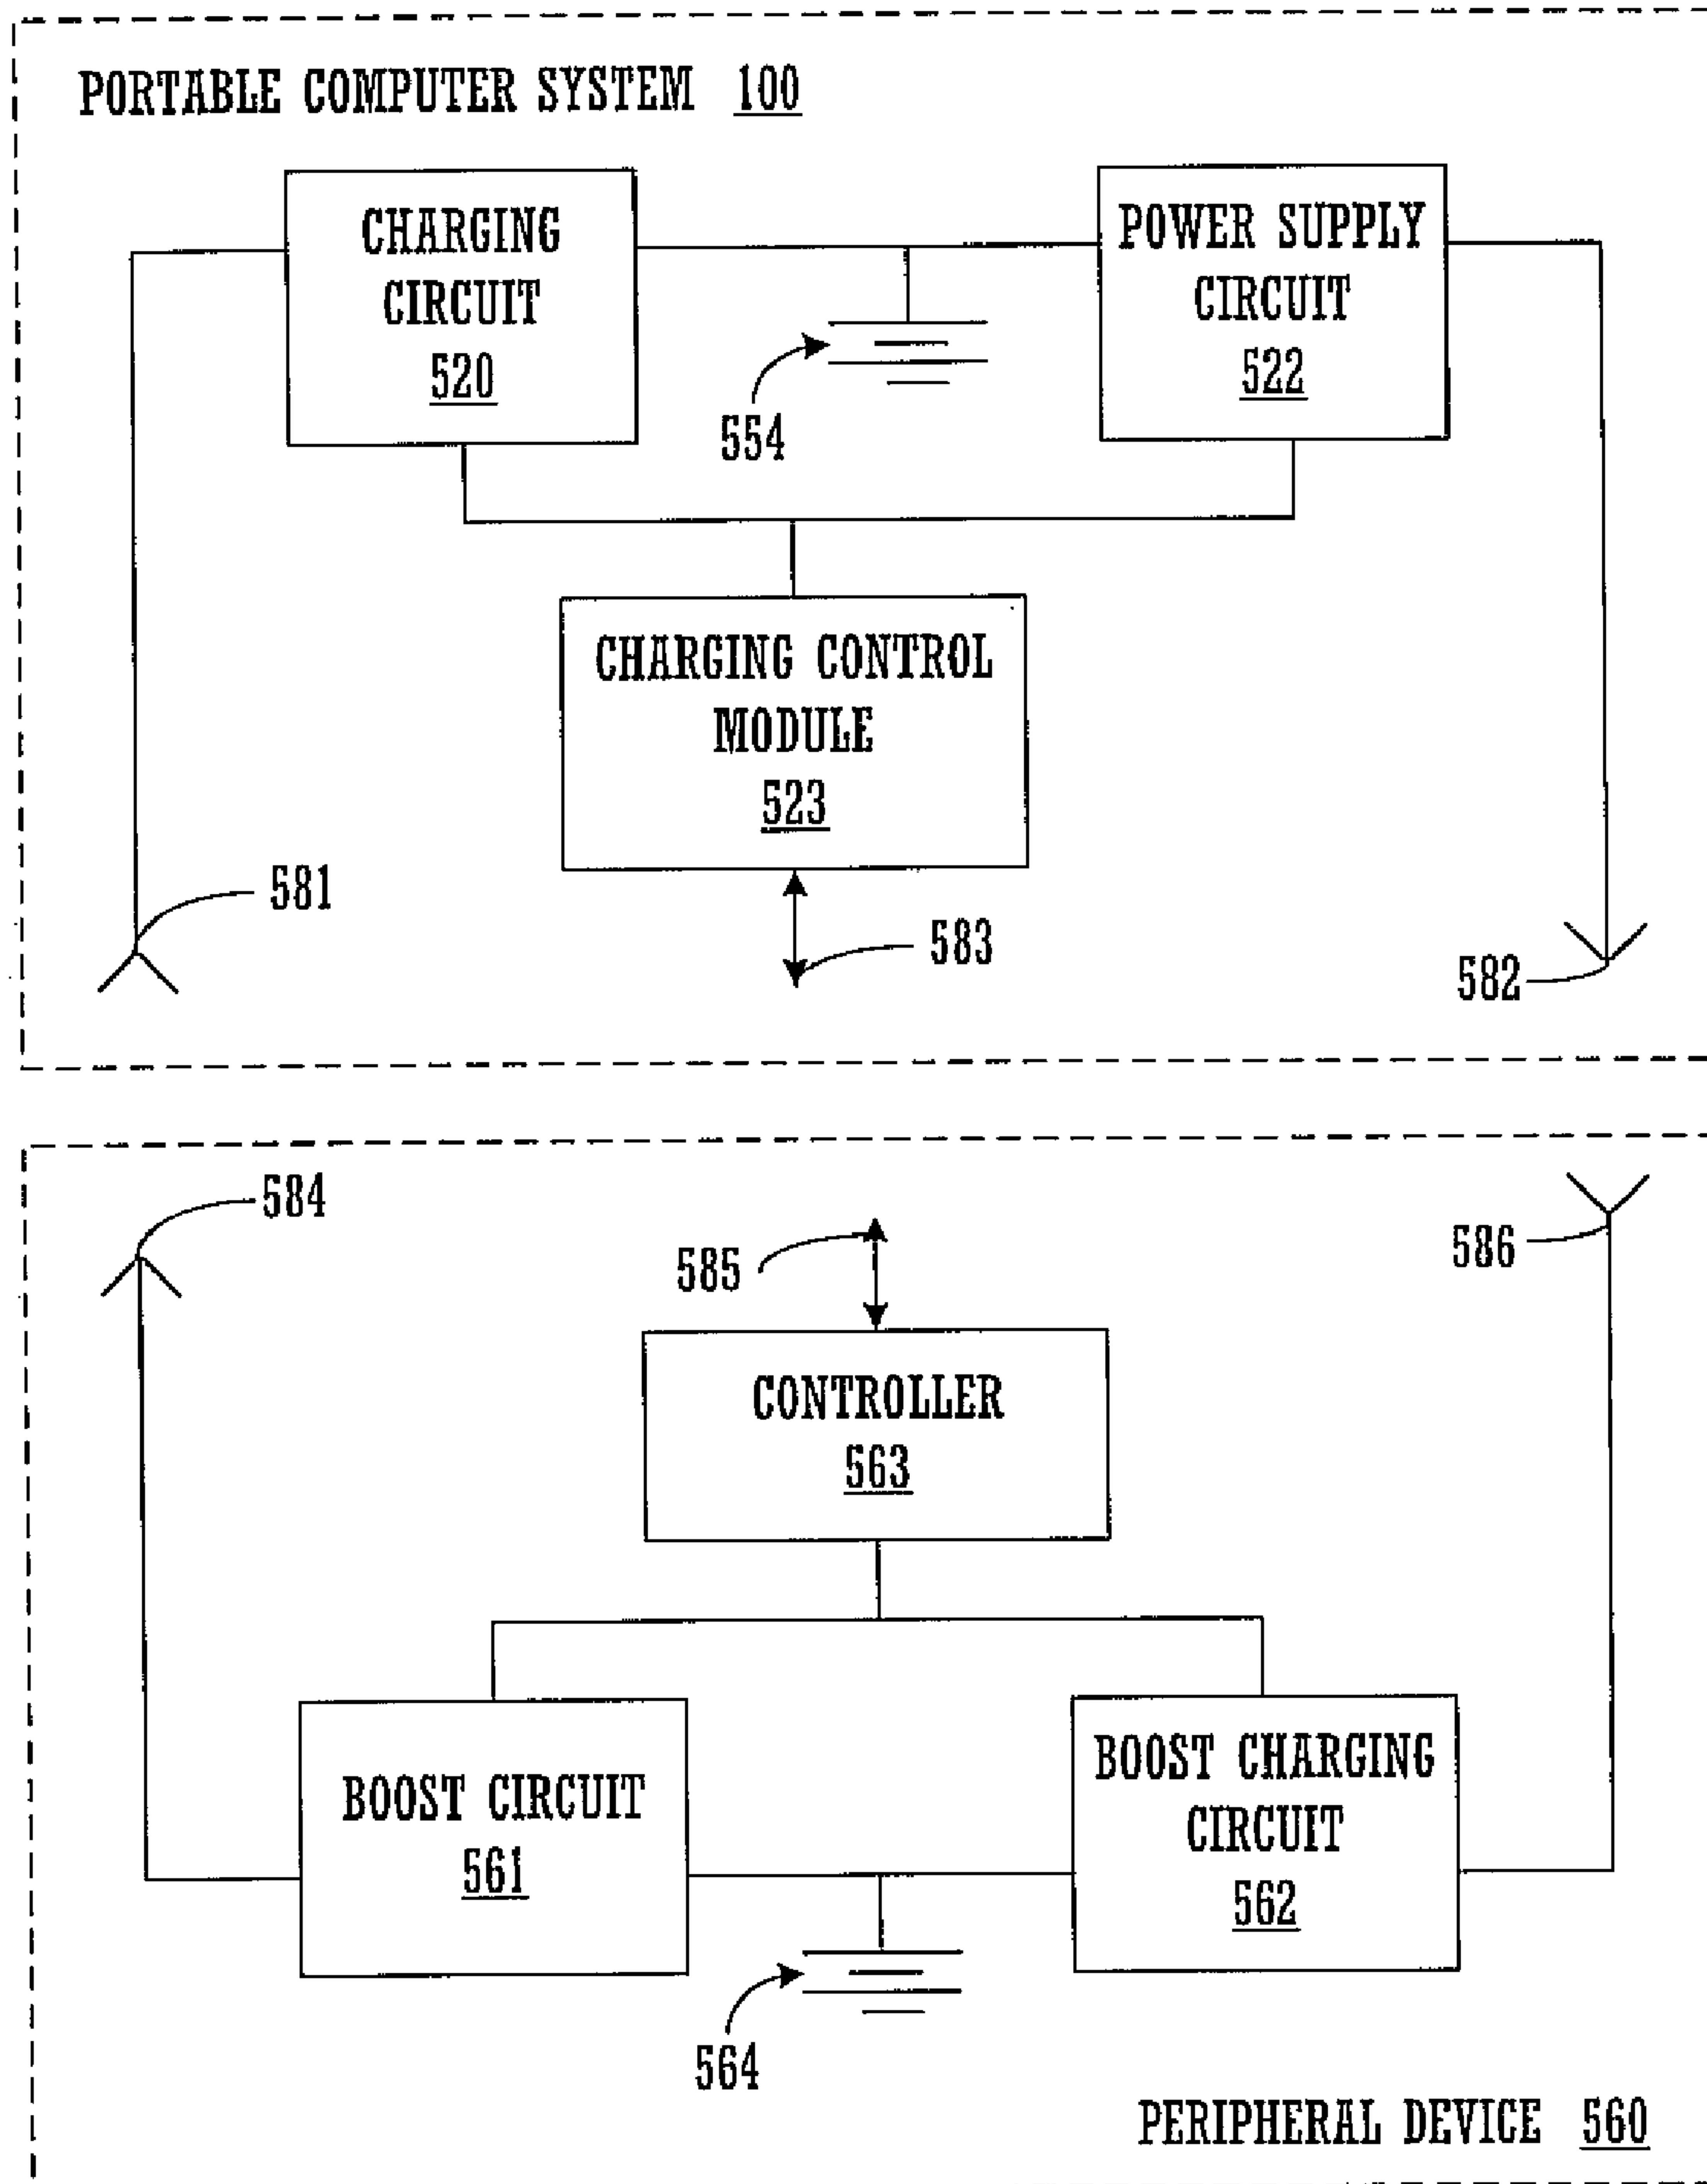 PORTABLE COMPUTER SYSTEM 100
CHARGING
CIRCUIT
520
POWER SUPPLY
CIRCUIT
522
554
CHARGING CONTROL
MODULE
523
581
583
582
584
585
586
CONTROLLER
563
BOOST CIRCUIT
561
BOOST CHARGING
CIRCUIT
562
564
PERIPHERAL DEVICE 560